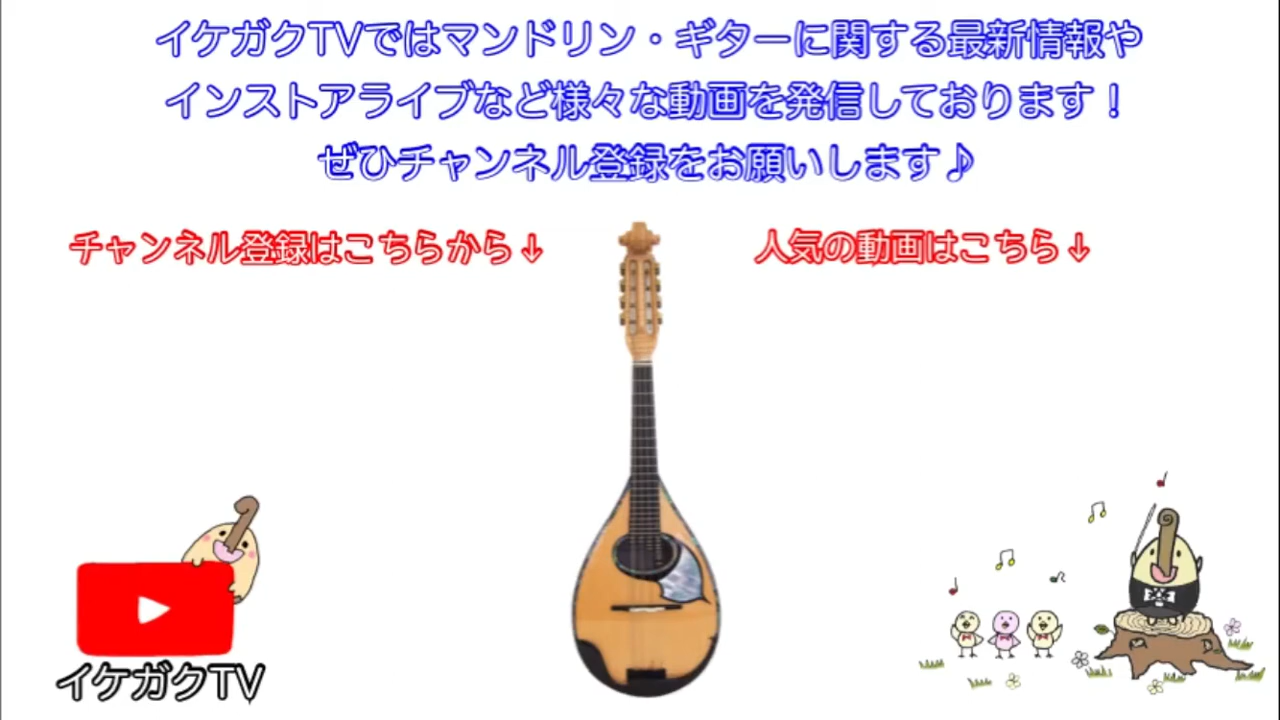 イケガクTVではマンドリン・ギターに関する最新情報や
インストアライブなど様々な動画を発信しております！
ぜひチャンネル登録をお願いします♪
チャンネル登録はこちらから↓
人気の動画はこちら↓
イケガクTV